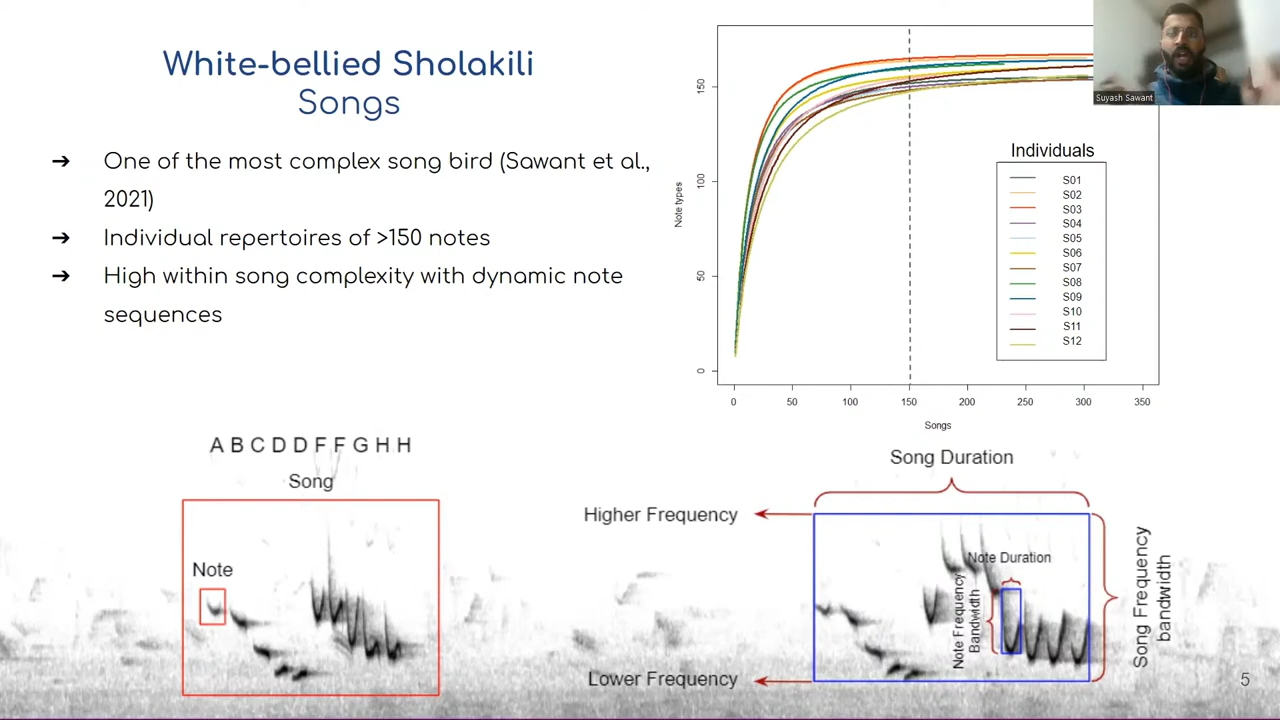 White-bellied Sholakili
Songs
➔ One of the most complex song bird (Sawant et al.,
2021)
➔ Individual repertoires of >150 notes
➔ High within song complexity with dynamic note
sequences
Suyash Sawant
Note types
150
100
50
0
0 50 100 150 200 250 300 350
Songs
Individuals
S01
S02
S03
S04
S05
S06
S07
S08
S09
S10
S11
S12
A B C D D F F G H H
Song
Note
Song Duration
Higher Frequency
Note Duration
Note Frequency
Bandwidth
Song Frequency
bandwidth
Lower Frequency
5